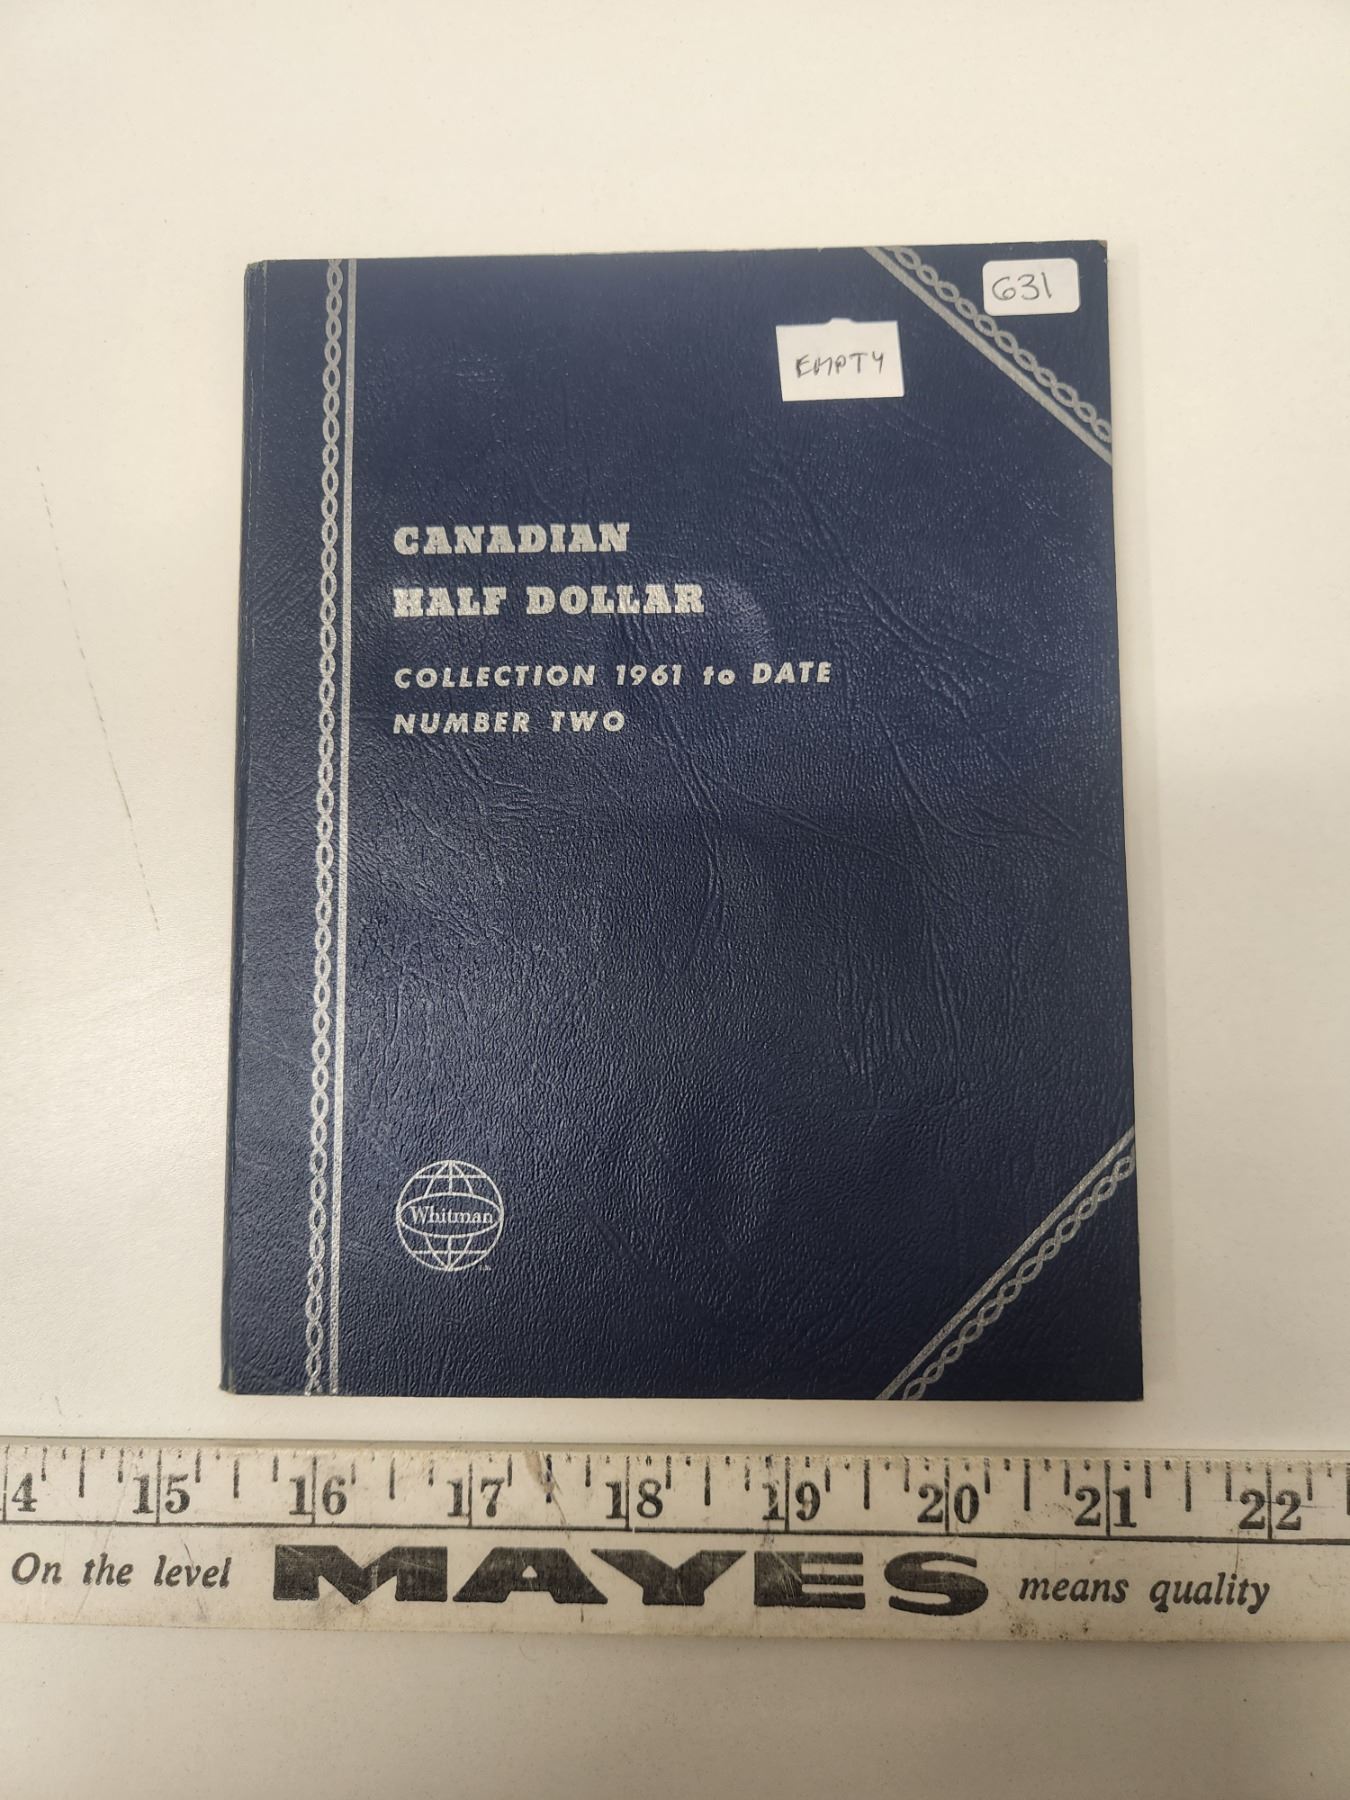 G31
EMPTY
CANADIAN
HALF DOLLAR
COLLECTION 1961 to DATE
NUMBER TWO
Whitman
4 15 16 17 18 19 20 21 22
On the level MAYES means quality